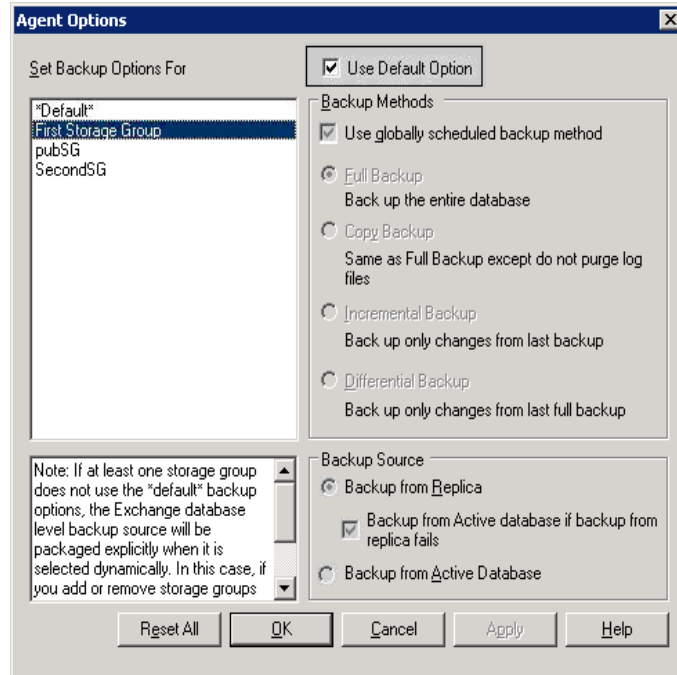 Agent Options
Set Backup Options For
Use Default Option
*Default*
First Storage Group
pubSG
SecondSG
Backup Methods
Use globally scheduled backup method
Full Backup
Back up the entire database
Copy Backup
Same as Full Backup except do not purge log
files
Incremental Backup
Back up only changes from last backup
Differential Backup
Back up only changes from last full backup
Note: If at least one storage group
does not use the *default* backup
options, the Exchange database
level backup source will be
packaged explicitly when it is
selected dynamically. In this case, if
you add or remove storage groups
Backup Source
Backup from Replica
Backup from Active database if backup from
replica fails
Backup from Active Database
Reset All
OK
Cancel
Apply
Help